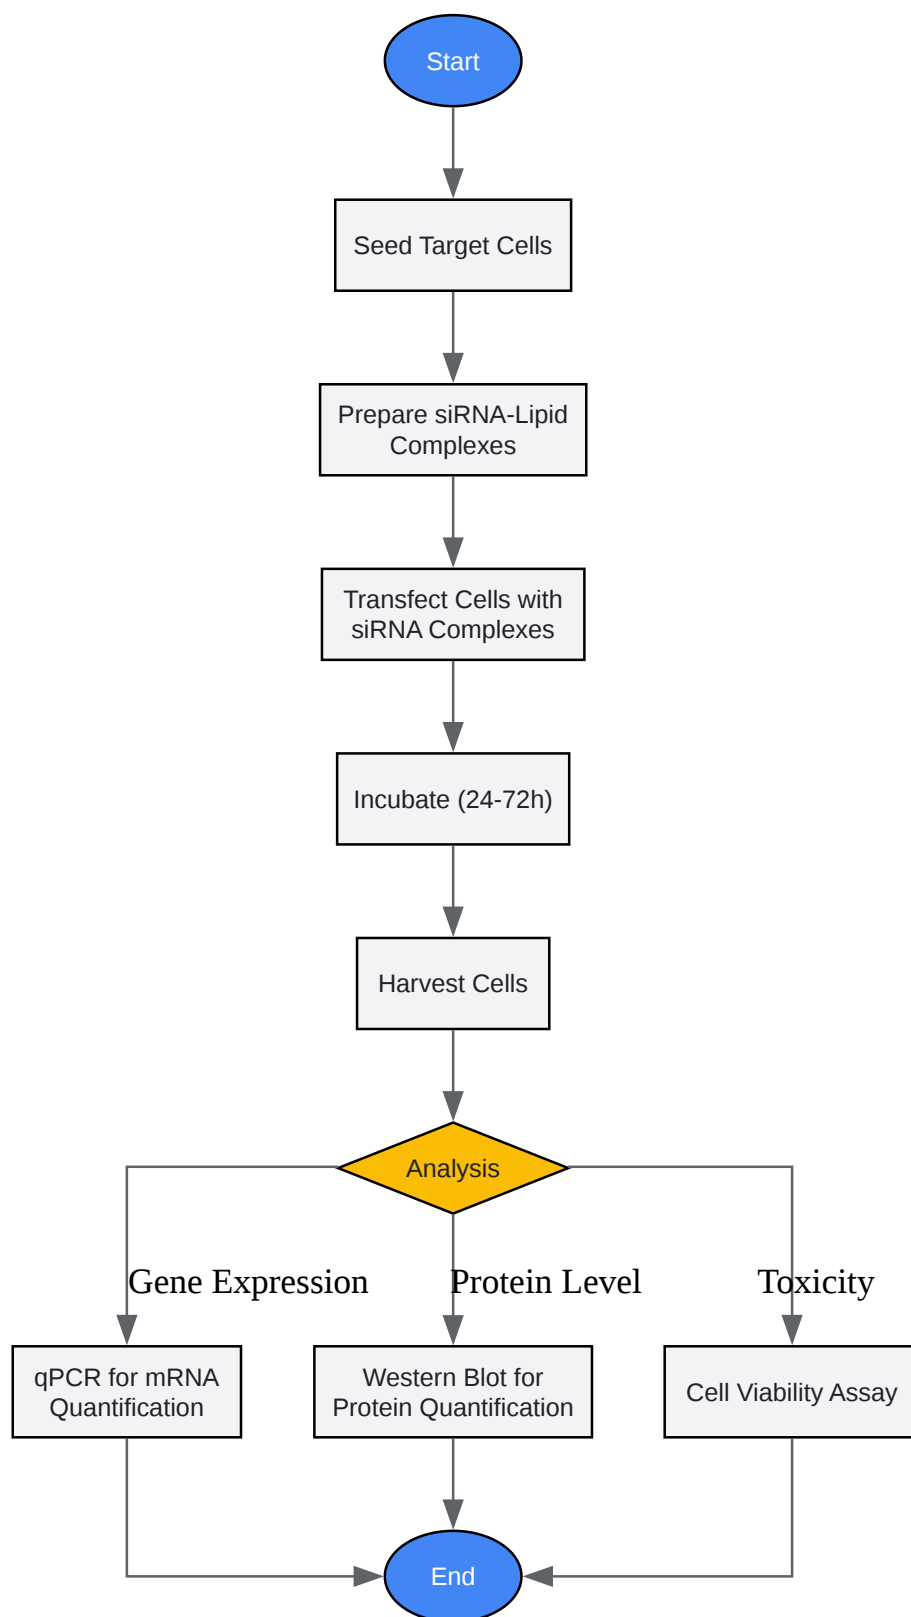 Start
Seed Target Cells
Prepare siRNA-Lipid
Complexes
Transfect Cells with
siRNA Complexes
Incubate (24-72h)
Harvest Cells
Analysis
Gene Expression
Protein Level
Toxicity
qPCR for mRNA
Quantification
Western Blot for
Protein Quantification
Cell Viability Assay
End